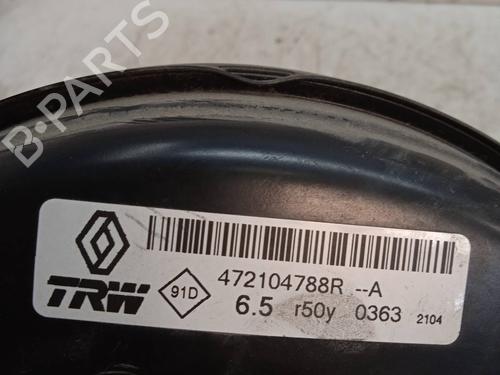 B-PARTS
472104788R --A
TRW 91D 6.5 r50y 0363 2104